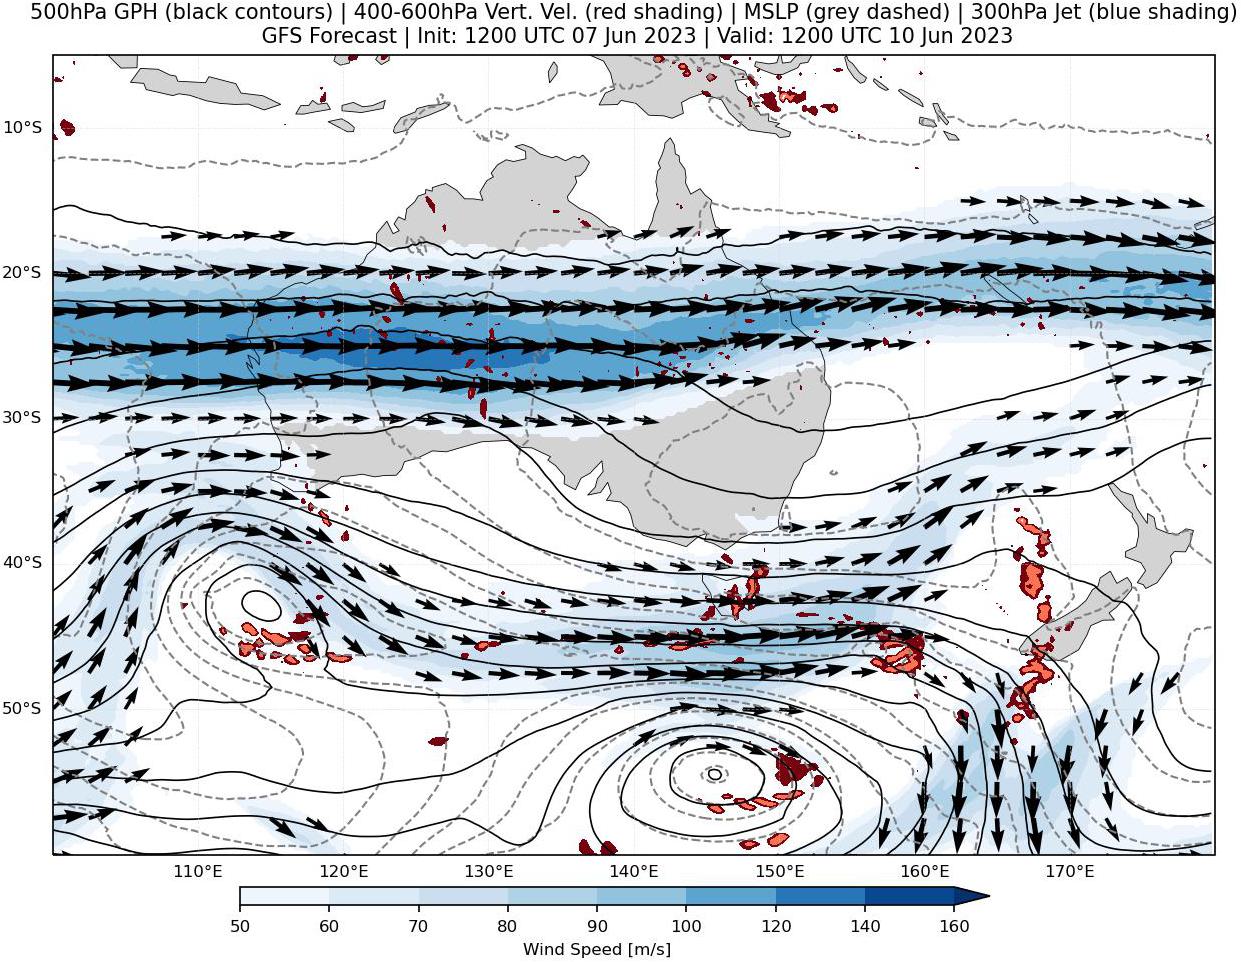 500hPa GPH (black contours) | 400-600hPa Vert. Vel. (red shading) | MSLP (grey dashed) | 300hPa Jet (blue shading)
GFS Forecast | Init: 1200 UTC 07 Jun 2023 | Valid: 1200 UTC 10 Jun 2023
10°S
20°S
30°S
40°S
50°S
110°E 120°E 130°E 140°E 150°E 160°E 170°E
50 60 70 80 90 100 120 140 160
Wind Speed [m/s]